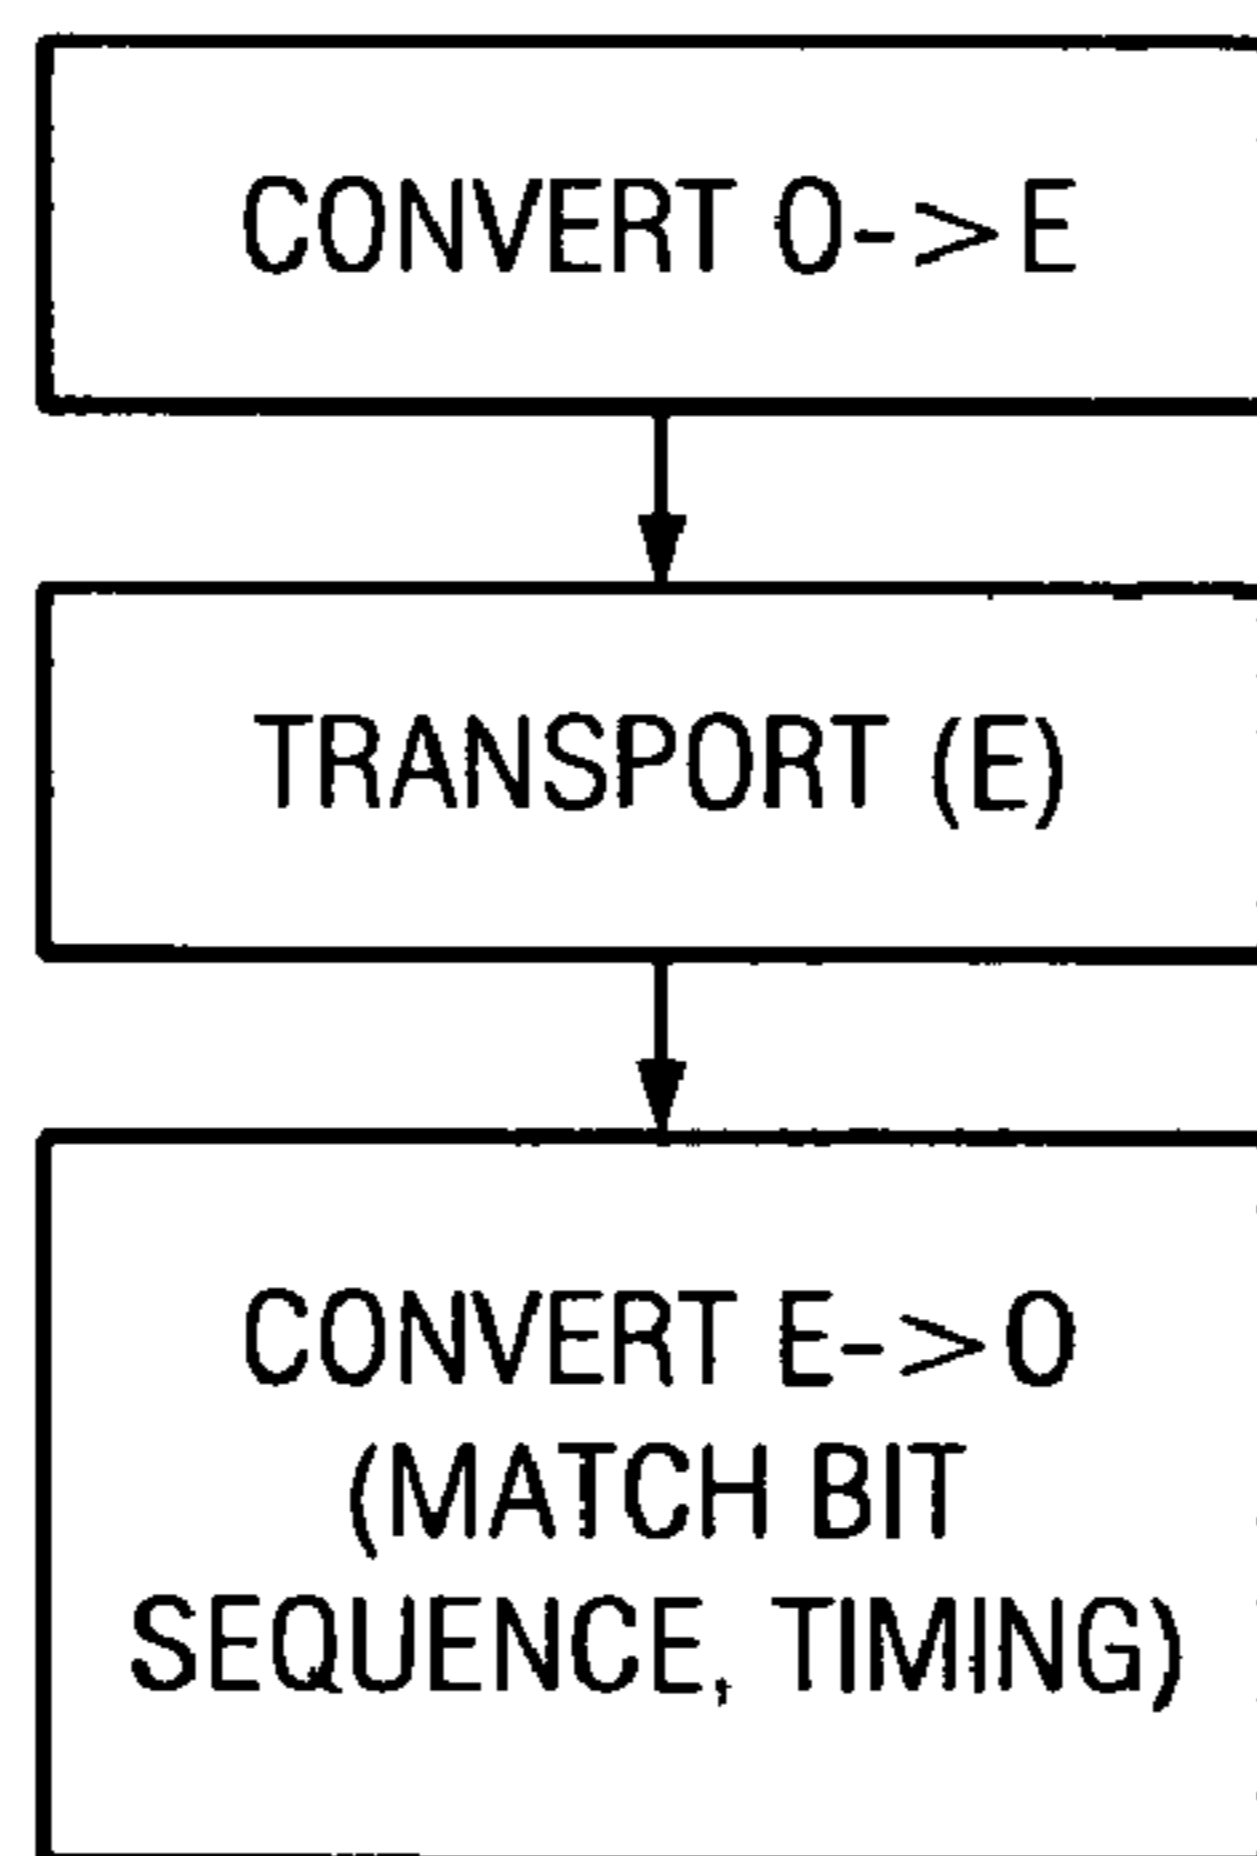 CONVERT O->E
TRANSPORT (E)
CONVERT E->O
(MATCH BIT
SEQUENCE, TIMING)